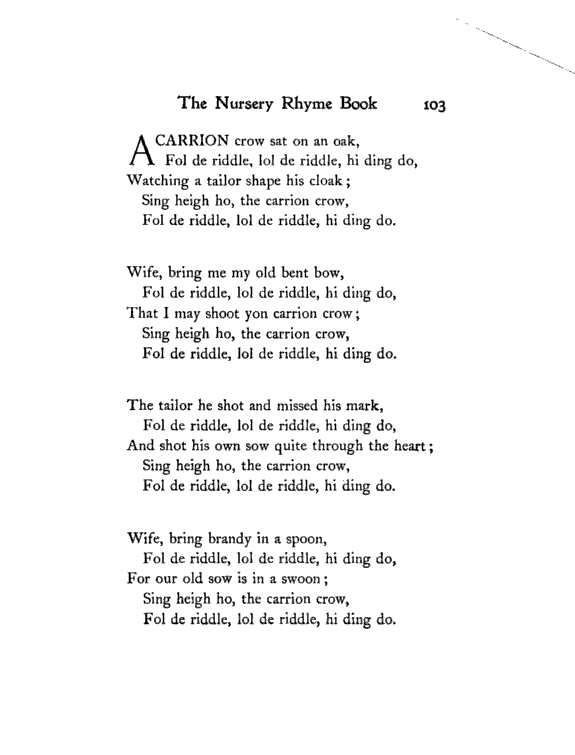 The Nursery Rhyme Book 103
A CARRION crow sat on an oak,
Fol de riddle, lol de riddle, hi ding do,
Watching a tailor shape his cloak;
Sing heigh ho, the carrion crow,
Fol de riddle, lol de riddle, hi ding do.
Wife, bring me my old bent bow,
Fol de riddle, lol de riddle, hi ding do,
That I may shoot yon carrion crow;
Sing heigh ho, the carrion crow,
Fol de riddle, lol de riddle, hi ding do.
The tailor he shot and missed his mark,
Fol de riddle, lol de riddle, hi ding do,
And shot his own sow quite through the heart;
Sing heigh ho, the carrion crow,
Fol de riddle, lol de riddle, hi ding do.
Wife, bring brandy in a spoon,
Fol de riddle, lol de riddle, hi ding do,
For our old sow is in a swoon;
Sing heigh ho, the carrion crow,
Fol de riddle, lol de riddle, hi ding do.